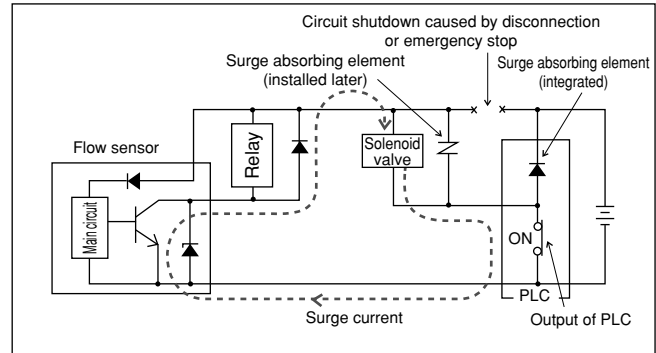 Circuit shutdown caused by disconnection
or emergency stop
Surge absorbing element
(installed later)
Surge absorbing element
(integrated)
Flow sensor
Relay
Solenoid
valve
Main circuit
ON
PLC
Surge current
Output of PLC